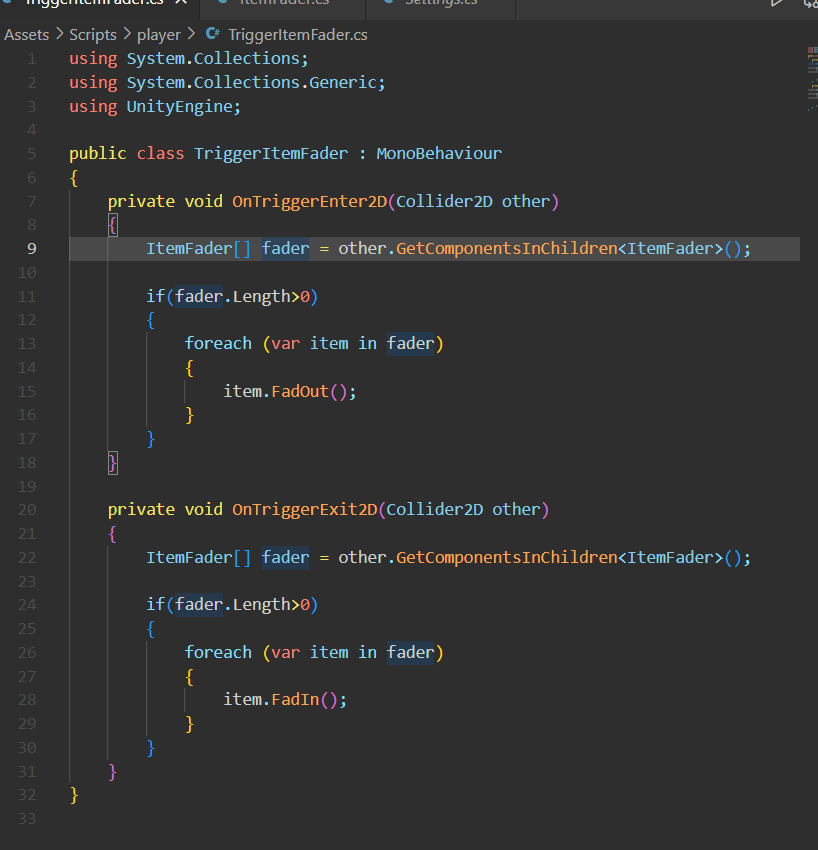 TriggerItemFader.cs
ItemFader.cs
Settings.cs
Assets > Scripts > player > C# TriggerItemFader.cs
1 using System.Collections;
2 using System.Collections.Generic;
3 using UnityEngine;
4
5 public class TriggerItemFader : MonoBehaviour
6 {
7 private void OnTriggerEnter2D(Collider2D other)
8 {
9 ItemFader[] fader = other.GetComponentsInChildren<ItemFader>();
10
11 if(fader.Length>0)
12 {
13 foreach (var item in fader)
14 {
15 item.FadOut();
16 }
17 }
18 }
19
20 private void OnTriggerExit2D(Collider2D other)
21 {
22 ItemFader[] fader = other.GetComponentsInChildren<ItemFader>();
23
24 if(fader.Length>0)
25 {
26 foreach (var item in fader)
27 {
28 item.FadIn();
29 }
30 }
31 }
32 }
33